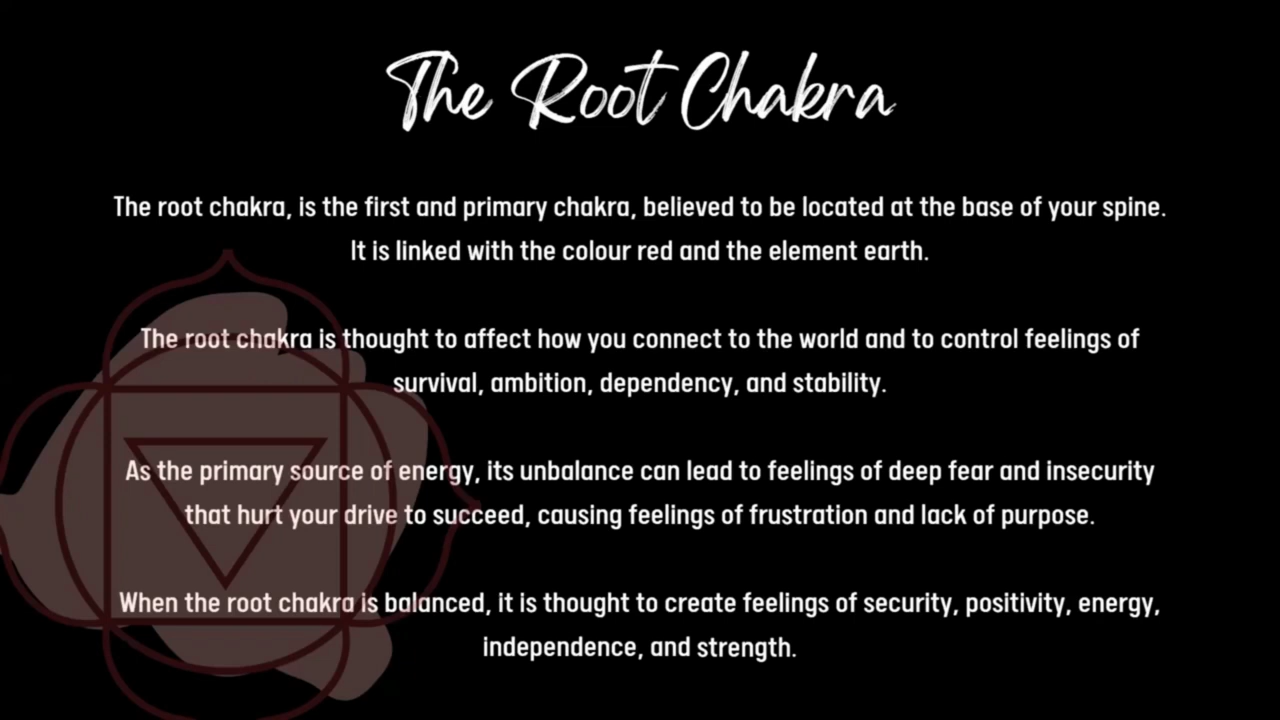 The Root Chakra
The root chakra, is the first and primary chakra, believed to be located at the base of your spine.
It is linked with the colour red and the element earth.
The root chakra is thought to affect how you connect to the world and to control feelings of
survival, ambition, dependency, and stability.
As the primary source of energy, its unbalance can lead to feelings of deep fear and insecurity
that hurt your drive to succeed, causing feelings of frustration and lack of purpose.
When the root chakra is balanced, it is thought to create feelings of security, positivity, energy,
independence, and strength.